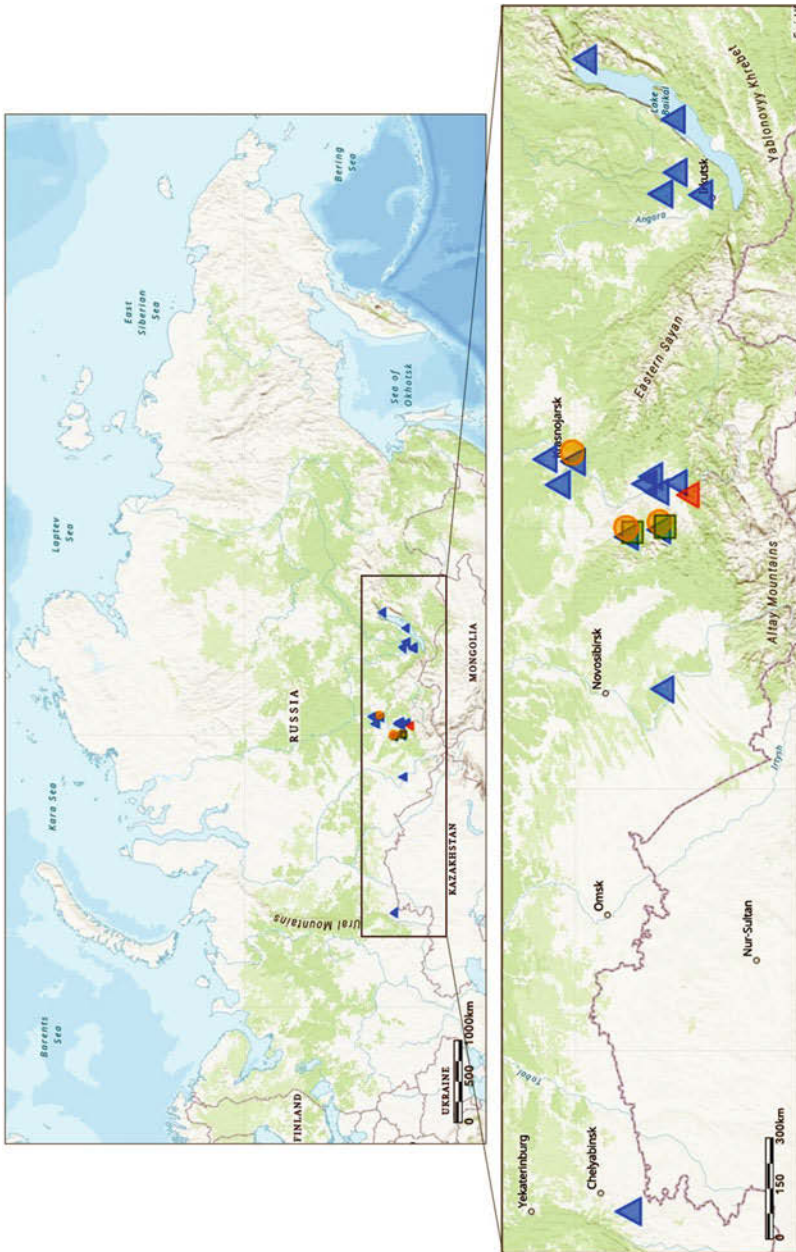 Barents
Sea
Kara Sea
Laptev
Sea
East
Siberian
Sea
Bering
Sea
Sea of
Okhotsk
FINLAND
UKRAINE
Ural Mountains
RUSSIA
KAZAKHSTAN
MONGOLIA
0 500 1000km
Yekaterinburg
Chelyabinsk
Tobol
Omsk
Nur-Sultan
Irtysh
Novosibirsk
Altay Mountains
Krasnojarsk
Eastern Sayan
Angara
Irkutsk
Lake
Baikal
Yablonovyy Khrebet
0 150 300km